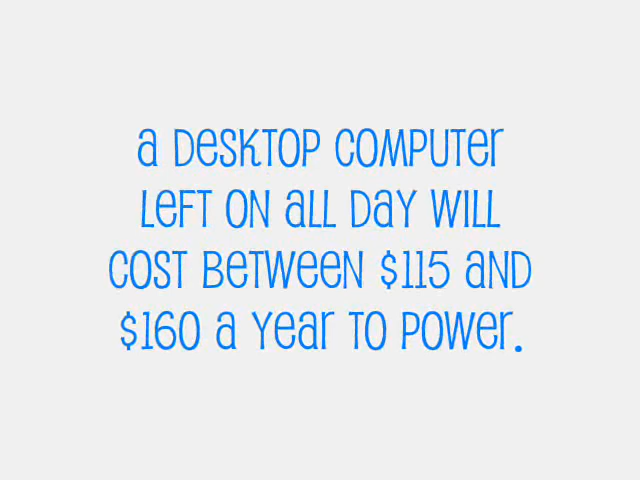 a DeskTOP COMPUTer
LeFT ON aLL Day WILL
COST BeTWeeN $115 aND
$160 a year TO POWer.